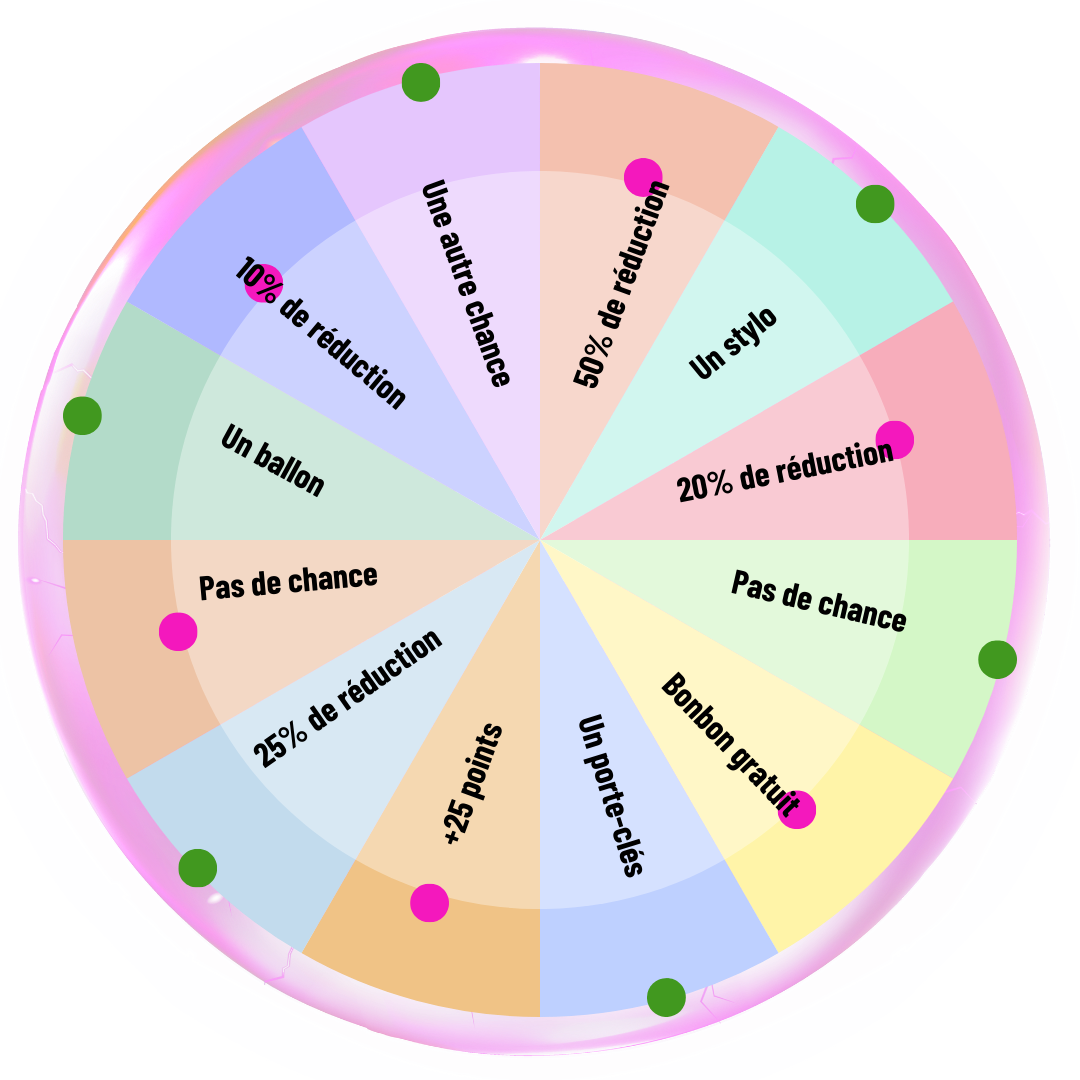 50% de réduction
Un stylo
20% de réduction
Pas de chance
Bonbon gratuit
Un porte-clés
+25 points
25% de réduction
Pas de chance
Un ballon
10% de réduction
Une autre chance